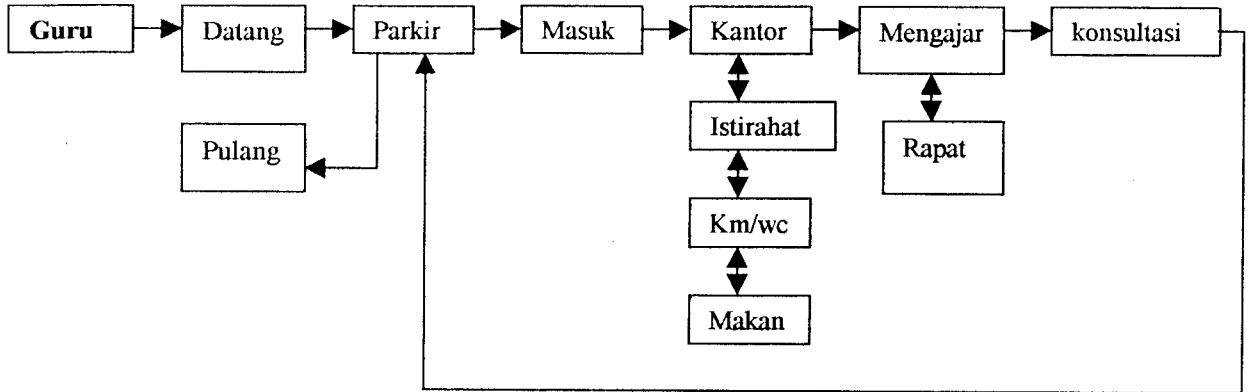 Guru
Datang
Parkir
Masuk
Kantor
Mengajar
konsultasi
Pulang
Istirahat
Rapat
Km/wc
Makan